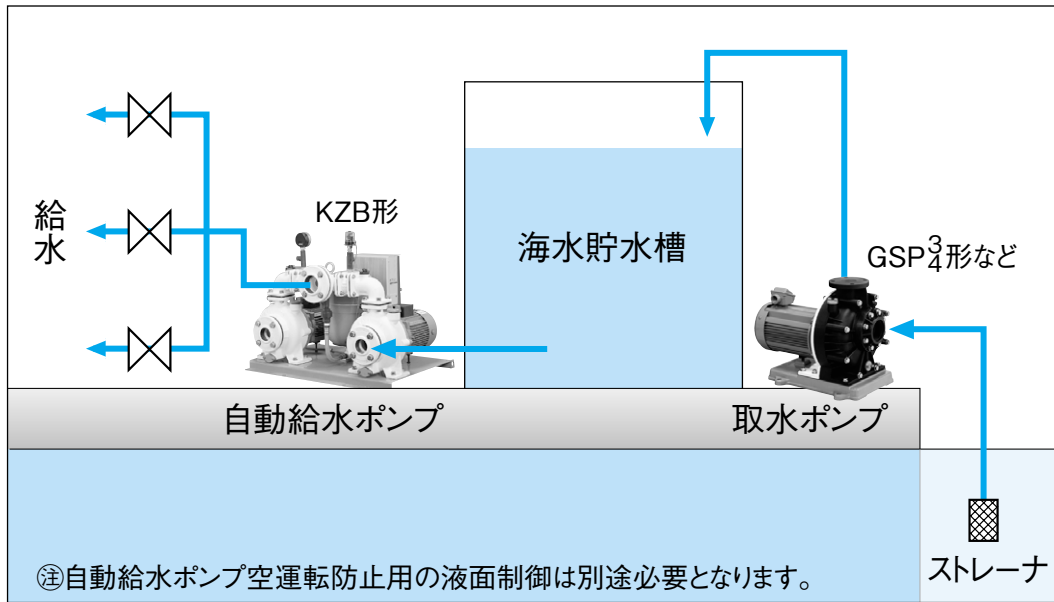 給水
KZB形
海水貯水槽
GSP3/4形など
自動給水ポンプ
取水ポンプ
ストレーナ
㊟自動給水ポンプ空運転防止用の液面制御は別途必要となります。